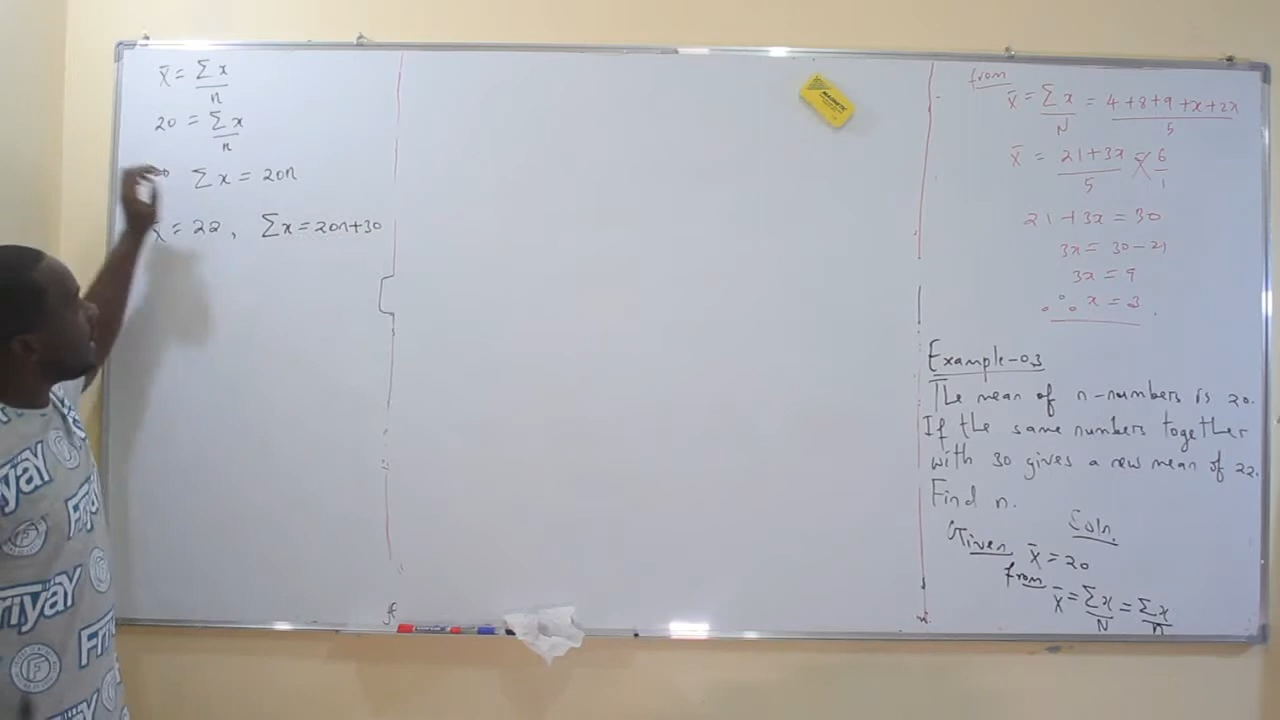 x̄ = Σx/n
20 = Σx/n
Σx = 20n
x̄ = 22, Σx = 20n+30
MAGNETIC
from
x̄ = Σx/N = (4+8+9+x+2x)/5
x̄ = (21+3x)/5 = 6/1
21+3x = 30
3x = 30-21
3x = 9
∴ x = 3.
Example-03
The mean of n-numbers is 20.
If the same numbers together
with 30 gives a new mean of 22.
Find n.
Soln.
Given x̄ = 20
from
x̄ = Σx/N = Σx/n
FriYAY
FriYAY
FriYAY